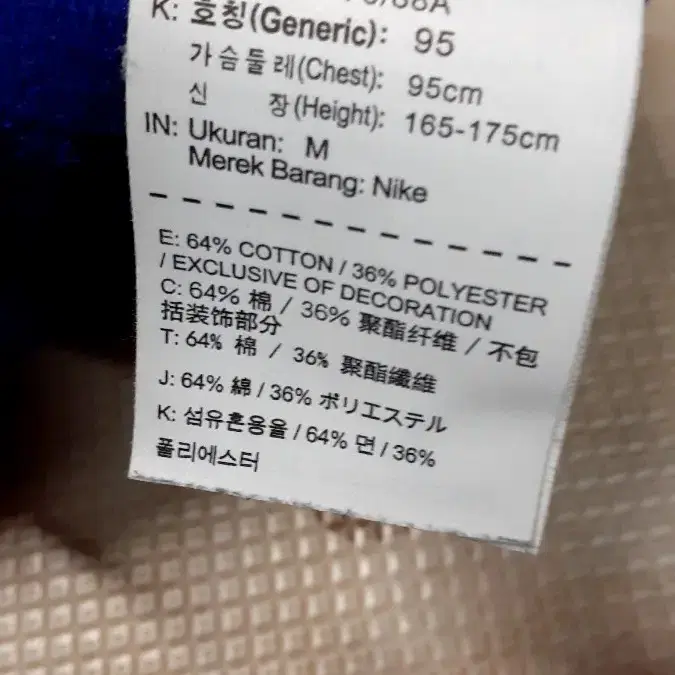 K: 호칭(Generic): 95
가슴둘레(Chest): 95cm
신 장(Height): 165-175cm
IN: Ukuran: M
Merek Barang: Nike
E: 64% COTTON / 36% POLYESTER
/ EXCLUSIVE OF DECORATION
C: 64% 棉 / 36% 聚酯纤维 / 不包
括装饰部分
T: 64% 棉 / 36% 聚酯纖維
J: 64% 綿 / 36% ポリエステル
K: 섬유혼용율 / 64% 면 / 36%
폴리에스터